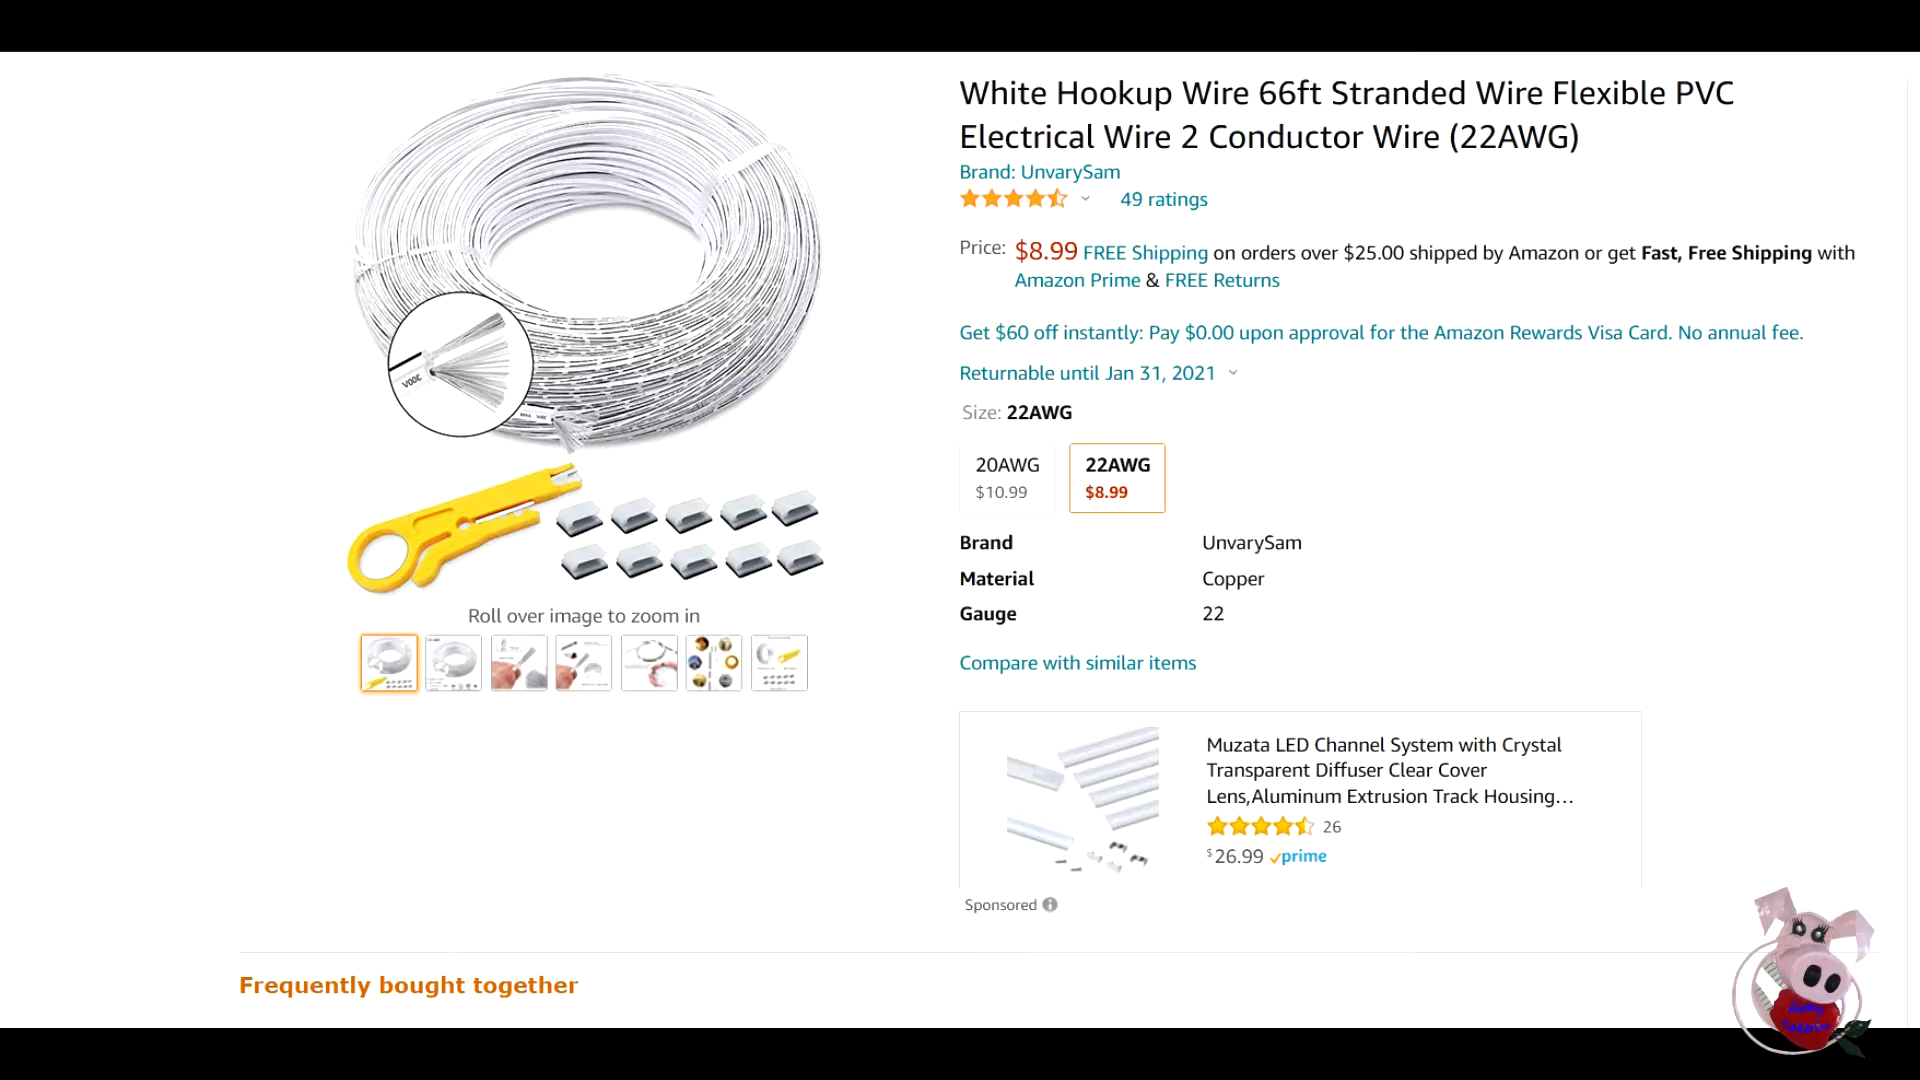 White Hookup Wire 66ft Stranded Wire Flexible PVC
Electrical Wire 2 Conductor Wire (22AWG)
Brand: UnvarySam
49 ratings
Price: $8.99 FREE Shipping on orders over $25.00 shipped by Amazon or get Fast, Free Shipping with
Amazon Prime & FREE Returns
Get $60 off instantly: Pay $0.00 upon approval for the Amazon Rewards Visa Card. No annual fee.
Returnable until Jan 31, 2021
Size: 22AWG
20AWG
$10.99
22AWG
$8.99
Brand UnvarySam
Material Copper
Gauge 22
Compare with similar items
300V
Roll over image to zoom in
Muzata LED Channel System with Crystal
Transparent Diffuser Clear Cover
Lens,Aluminum Extrusion Track Housing…
26
$26.99 prime
Sponsored
Frequently bought together